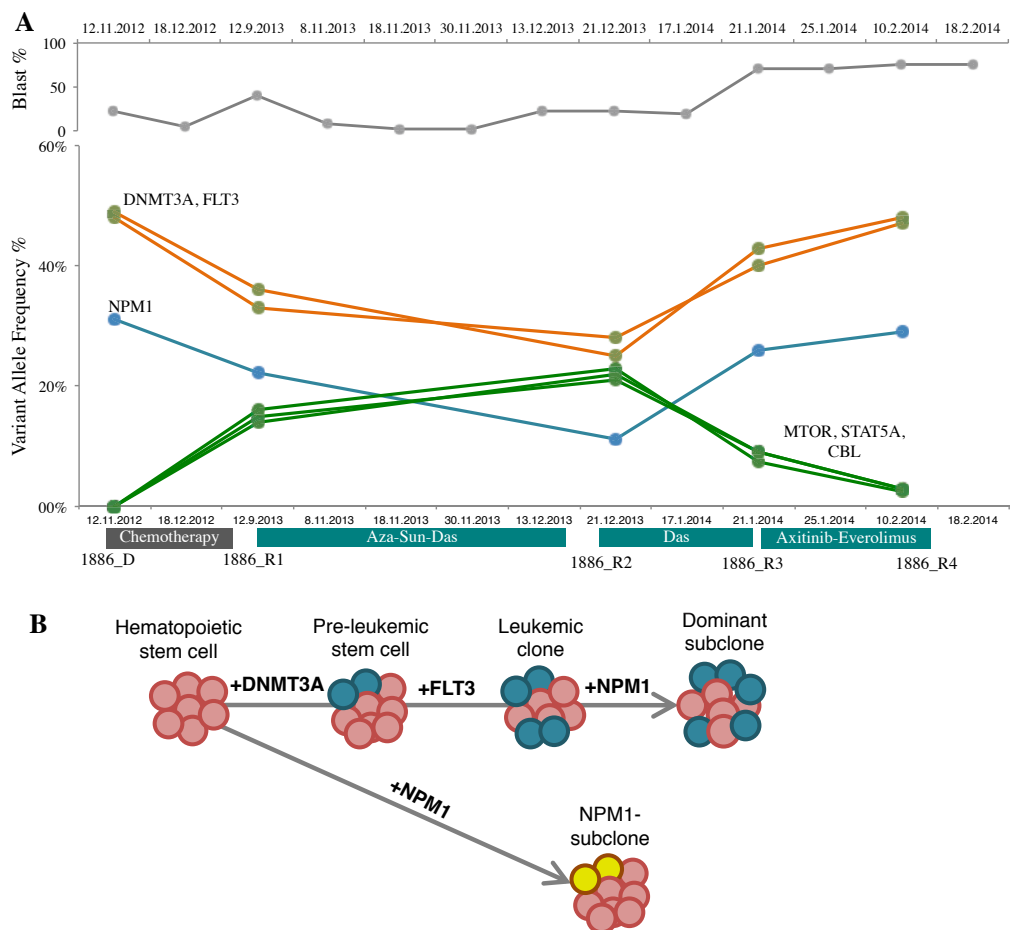 A
12.11.2012 18.12.2012 12.9.2013 8.11.2013 18.11.2013 30.11.2013 13.12.2013 21.12.2013 17.1.2014 21.1.2014 25.1.2014 10.2.2014 18.2.2014
Blast %
100
50
0
Variant Allele Frequency %
60%
40%
20%
00%
DNMT3A, FLT3
NPM1
MTOR, STAT5A,
CBL
12.11.2012 18.12.2012 12.9.2013 8.11.2013 18.11.2013 30.11.2013 13.12.2013 21.12.2013 17.1.2014 21.1.2014 25.1.2014 10.2.2014 18.2.2014
Chemotherapy Aza-Sun-Das Das Axitinib-Everolimus
1886_D 1886_R1 1886_R2 1886_R3 1886_R4
B
Hematopoietic
stem cell
Pre-leukemic
stem cell
Leukemic
clone
Dominant
subclone
+DNMT3A
+FLT3
+NPM1
+NPM1
NPM1-
subclone